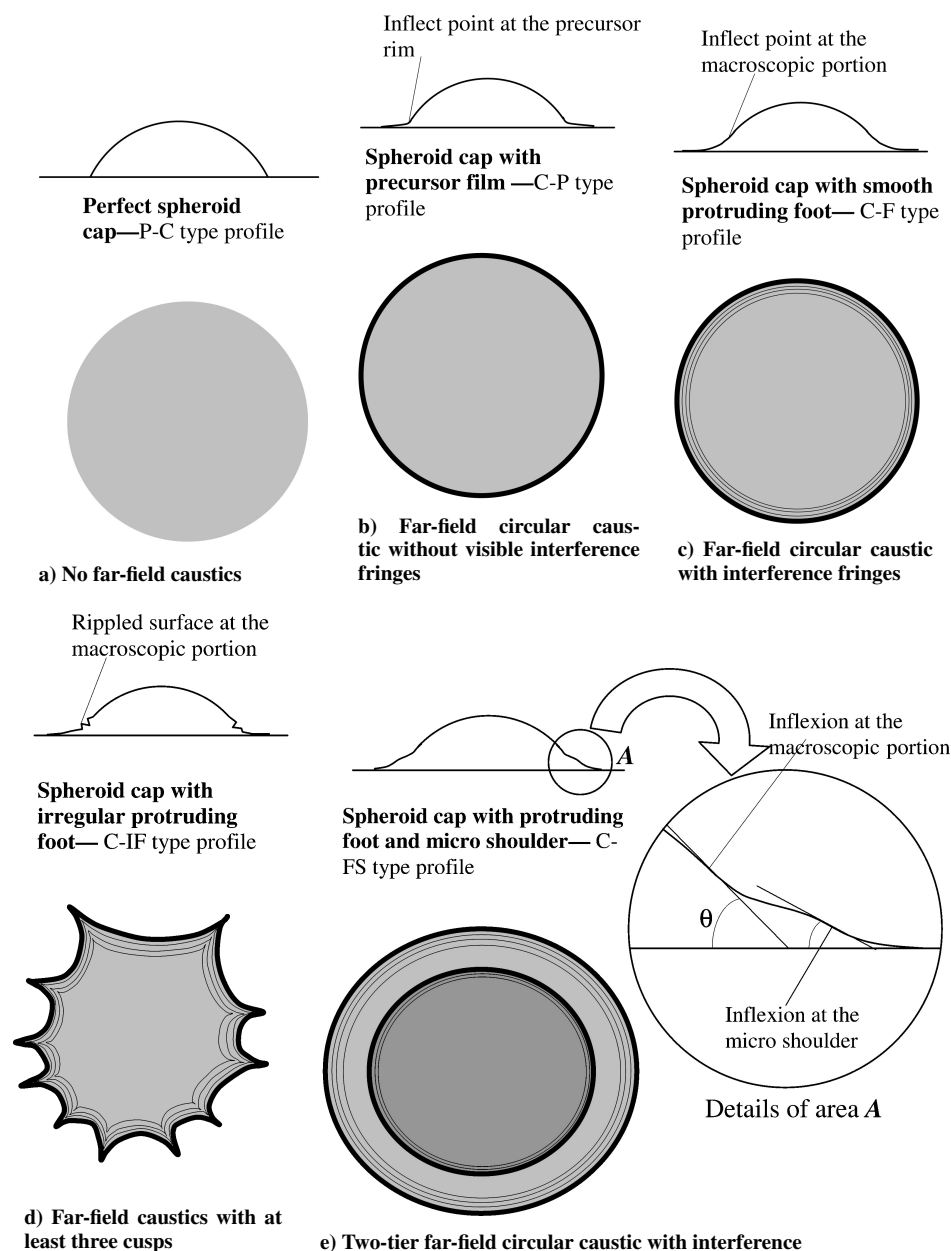 Inflect point at the precursor
rim
Inflect point at the
macroscopic portion
Perfect spheroid
cap—P-C type profile
Spheroid cap with
precursor film —C-P type
profile
Spheroid cap with smooth
protruding foot— C-F type
profile
a) No far-field caustics
b) Far-field circular caus-
tic without visible interference
fringes
c) Far-field circular caustic
with interference fringes
Rippled surface at the
macroscopic portion
Spheroid cap with
irregular protruding
foot— C-IF type profile
A
Spheroid cap with protruding
foot and micro shoulder— C-
FS type profile
Inflexion at the
macroscopic portion
θ
Inflexion at the
micro shoulder
Details of area A
d) Far-field caustics with at
least three cusps
e) Two-tier far-field circular caustic with interference